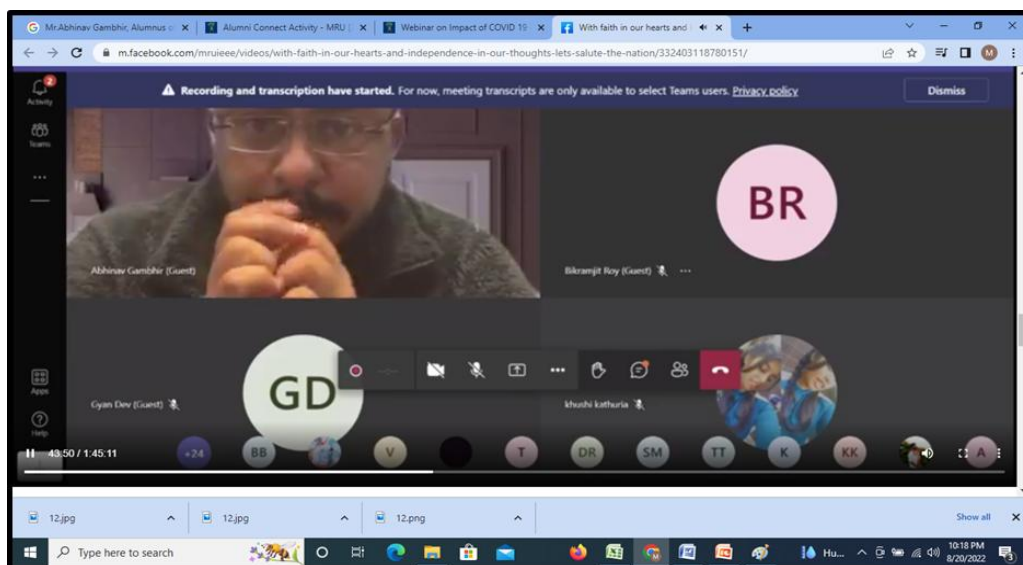 Mr.Abhinav Gambhir, Alumnus o
Alumni Connect Activity – MRU
Webinar on Impact of COVID 19
With faith in our hearts and
m.facebook.com/mruieee/videos/with-faith-in-our-hearts-and-independence-in-our-thoughts-lets-salute-the-nation/332403118780151/
M
2
Activity
Teams
Recording and transcription have started. For now, meeting transcripts are only available to select Teams users. Privacy policy
Dismiss
Abhinav Gambhir (Guest)
BR
Bikramjit Roy (Guest)
GD
Gyan Dev (Guest)
khushi kathuria
Apps
Help
43:50 / 1:45:11
+24
BB
V
T
DR
SM
TT
K
KK
A
12.jpg
12.jpg
12.png
Show all
Type here to search
Hu...
10:18 PM
8/20/2022
3